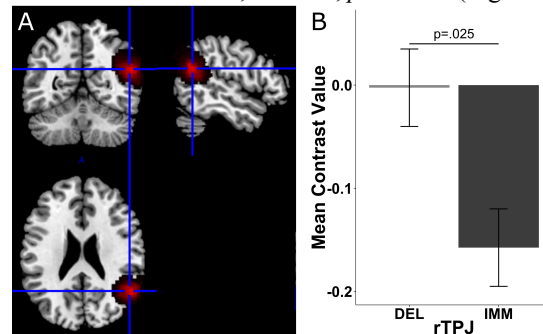 A
B
p=.025
Mean Contrast Value
0.0
-0.1
-0.2
DEL IMM
rTPJ